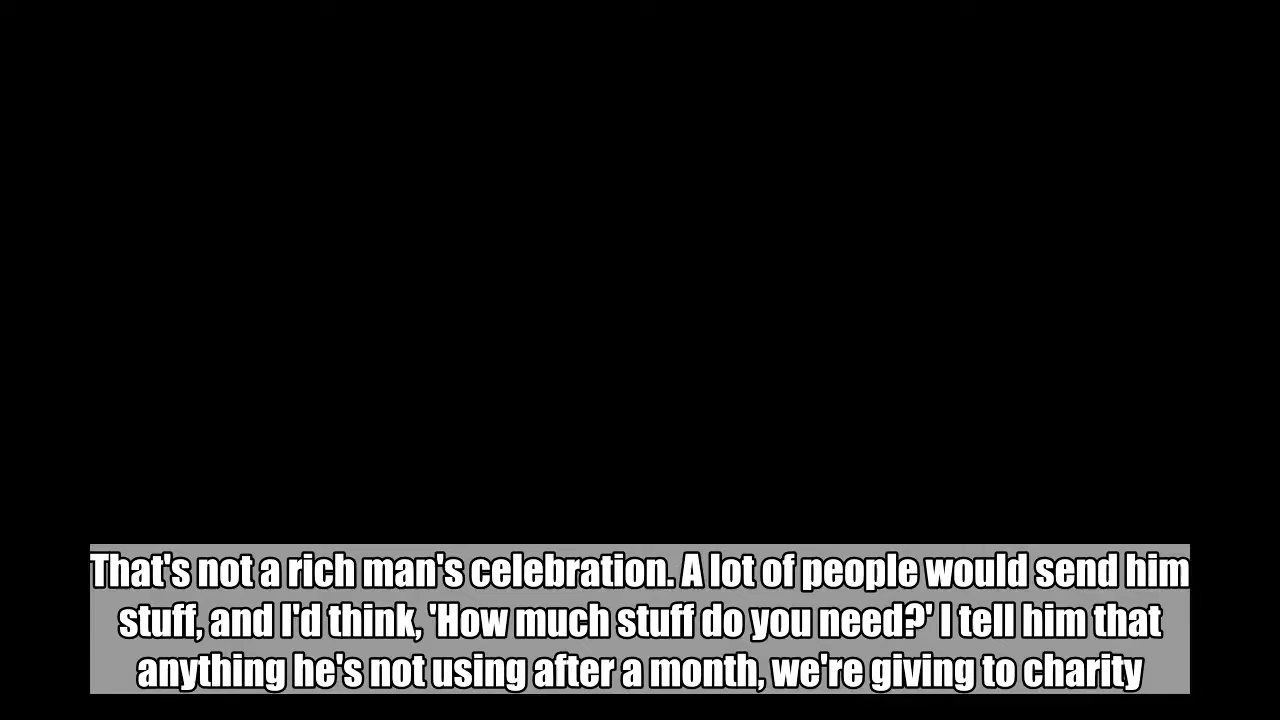 That's not a rich man's celebration. A lot of people would send him
stuff, and I'd think, 'How much stuff do you need?' I tell him that
anything he's not using after a month, we're giving to charity